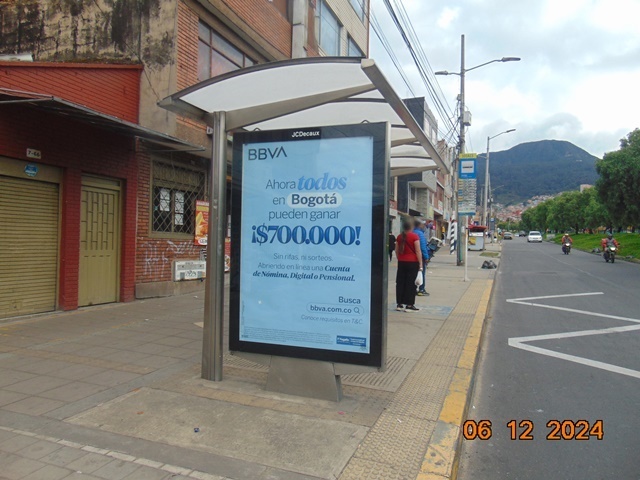 JCDecaux
BBVA
Ahora todos
en Bogotá
pueden ganar
¡$700.000!
Sin rifas, ni sorteos.
Abriendo en línea una Cuenta
de Nómina, Digital o Pensional.
Busca
bbva.com.co
06 12 2024